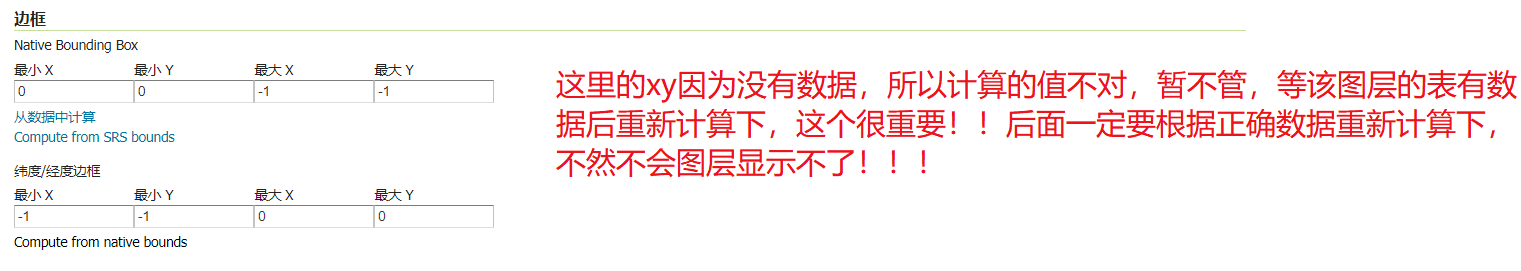 边框
Native Bounding Box
最小 X 最小 Y 最大 X 最大 Y
0 0 -1 -1
从数据中计算
Compute from SRS bounds
纬度/经度边框
最小 X 最小 Y 最大 X 最大 Y
-1 -1 0 0
Compute from native bounds
这里的xy因为没有数据，所以计算的值不对，暂不管，等该图层的表有数
据后重新计算下，这个很重要！！后面一定要根据正确数据重新计算下，
不然不会图层显示不了！！！